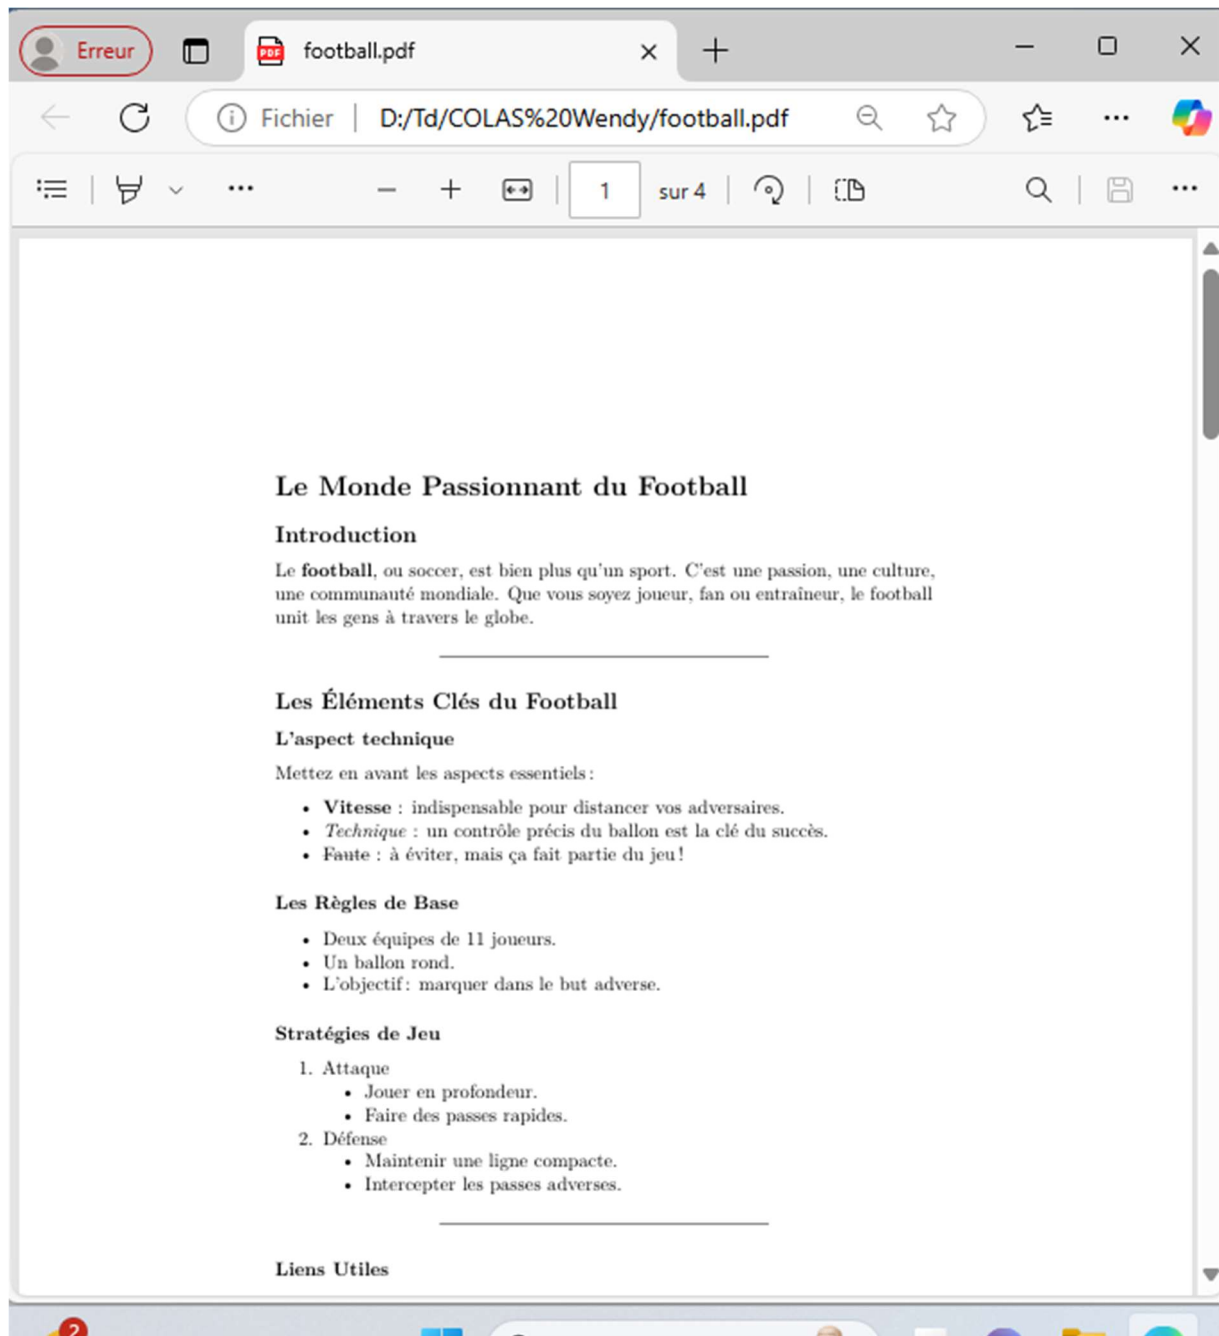 Erreur
PDF
football.pdf
Fichier
D:/Td/COLAS%20Wendy/football.pdf
1
sur 4
Le Monde Passionnant du Football
Introduction
Le football, ou soccer, est bien plus qu'un sport. C'est une passion, une culture,
une communauté mondiale. Que vous soyez joueur, fan ou entraîneur, le football
unit les gens à travers le globe.
Les Éléments Clés du Football
L'aspect technique
Mettez en avant les aspects essentiels :
• Vitesse : indispensable pour distancer vos adversaires.
• Technique : un contrôle précis du ballon est la clé du succès.
• Faute : à éviter, mais ça fait partie du jeu !
Les Règles de Base
• Deux équipes de 11 joueurs.
• Un ballon rond.
• L'objectif : marquer dans le but adverse.
Stratégies de Jeu
1. Attaque
• Jouer en profondeur.
• Faire des passes rapides.
2. Défense
• Maintenir une ligne compacte.
• Intercepter les passes adverses.
Liens Utiles
2